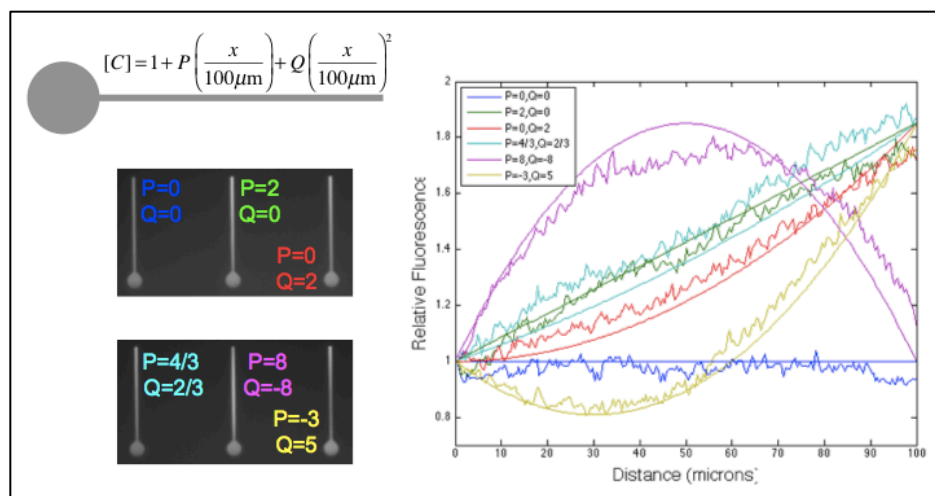 [C] = 1 + P(x/100μm) + Q(x/100μm)²
P=0
Q=0
P=2
Q=0
P=0
Q=2
P=4/3
Q=2/3
P=8
Q=-8
P=-3
Q=5
P=0,Q=0
P=2,Q=0
P=0,Q=2
P=4/3,Q=2/3
P=8,Q=-8
P=-3,Q=5
Relative Fluorescence
2
1.8
1.6
1.4
1.2
1
0.8
0 10 20 30 40 50 60 70 80 90 100
Distance (microns)